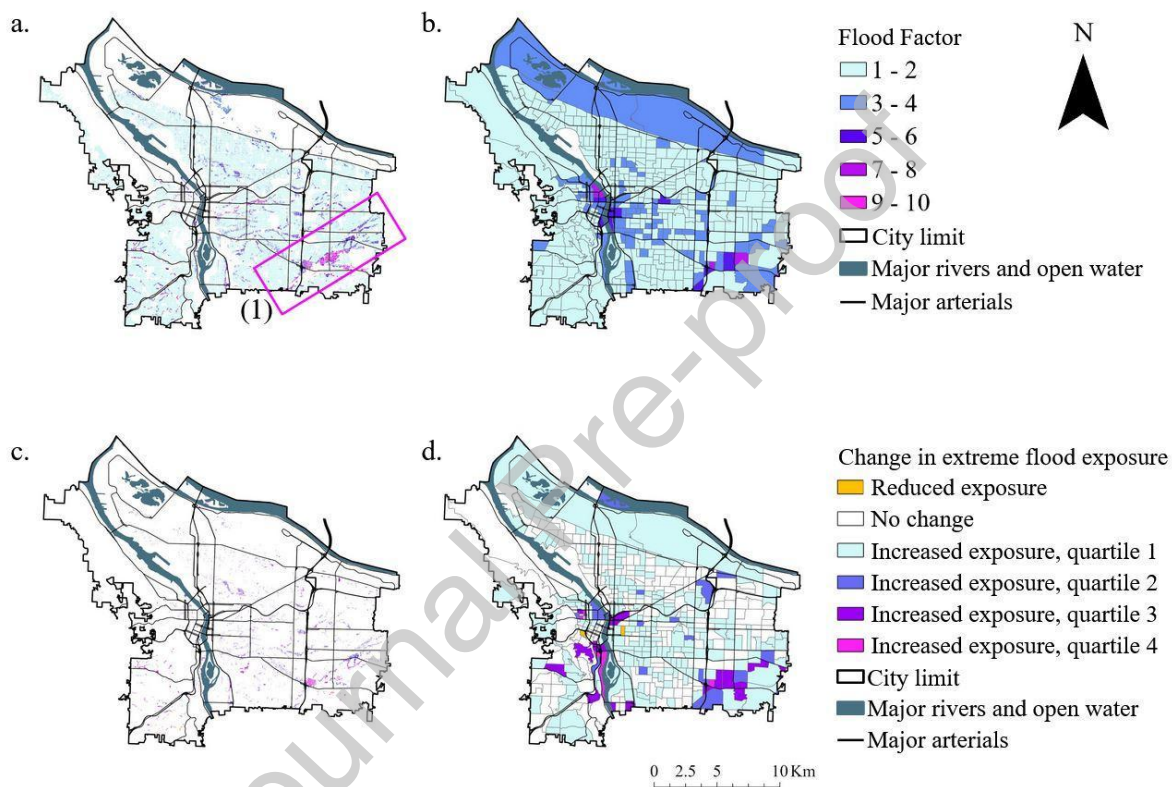 a.
b.
Flood Factor
1 - 2
3 - 4
5 - 6
7 - 8
9 - 10
City limit
Major rivers and open water
Major arterials
N
(1)
c.
d.
Change in extreme flood exposure
Reduced exposure
No change
Increased exposure, quartile 1
Increased exposure, quartile 2
Increased exposure, quartile 3
Increased exposure, quartile 4
City limit
Major rivers and open water
Major arterials
0 2.5 5 10 Km
Journal Pre-proof